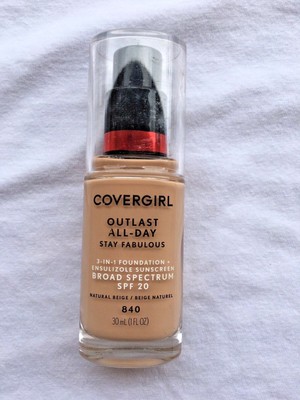 COVERGIRL
OUTLAST
ALL-DAY
STAY FABULOUS
3-IN-1 FOUNDATION +
ENSULIZOLE SUNSCREEN
BROAD SPECTRUM
SPF 20
NATURAL BEIGE / BEIGE NATUREL
840
30 mL (1 FL OZ)